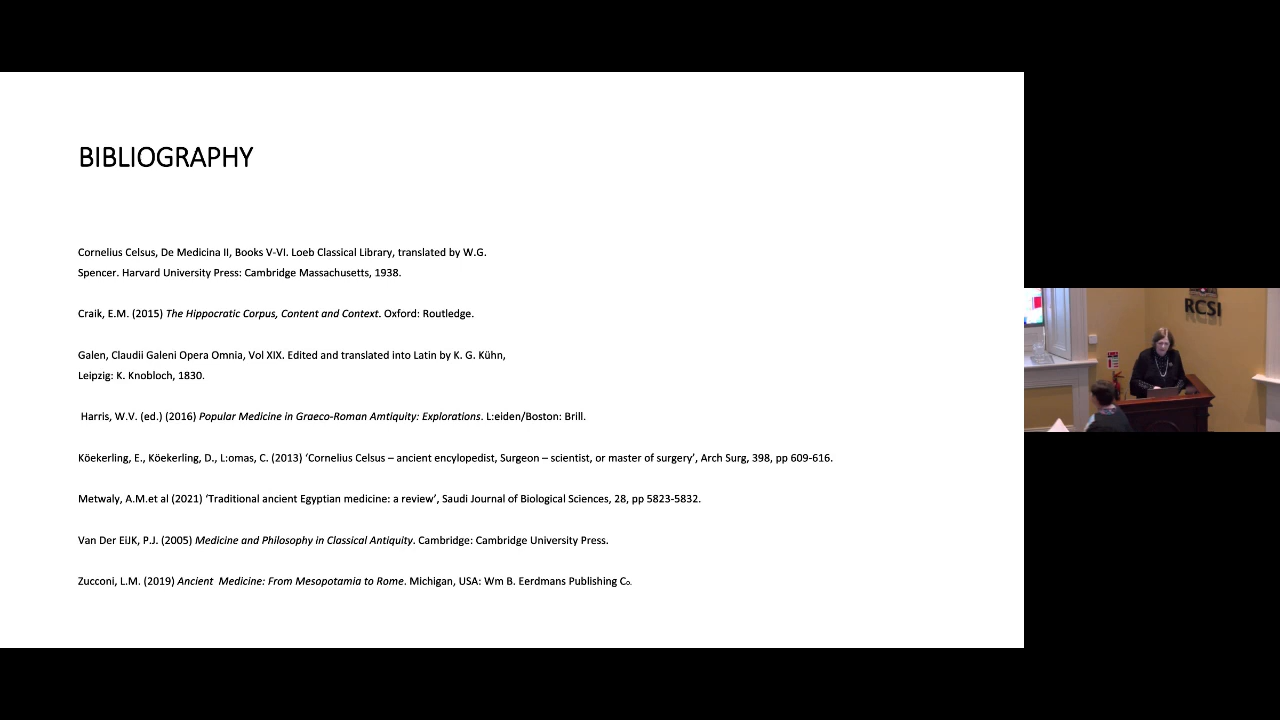 BIBLIOGRAPHY
Cornelius Celsus, De Medicina II, Books V-VI. Loeb Classical Library, translated by W.G.
Spencer. Harvard University Press: Cambridge Massachusetts, 1938.
Craik, E.M. (2015) The Hippocratic Corpus, Content and Context. Oxford: Routledge.
Galen, Claudii Galeni Opera Omnia, Vol XIX. Edited and translated into Latin by K. G. Kühn,
Leipzig: K. Knobloch, 1830.
Harris, W.V. (ed.) (2016) Popular Medicine in Graeco-Roman Amtiquity: Explorations. L:eiden/Boston: Brill.
Köekerling, E., Köekerling, D., L:omas, C. (2013) ‘Cornelius Celsus – ancient encylopedist, Surgeon – scientist, or master of surgery’, Arch Surg, 398, pp 609-616.
Metwaly, A.M.et al (2021) ‘Traditional ancient Egyptian medicine: a review’, Saudi Journal of Biological Sciences, 28, pp 5823-5832.
Van Der EiJK, P.J. (2005) Medicine and Philosophy in Classical Antiquity. Cambridge: Cambridge University Press.
Zucconi, L.M. (2019) Ancient Medicine: From Mesopotamia to Rome. Michigan, USA: Wm B. Eerdmans Publishing Co.
RCSI